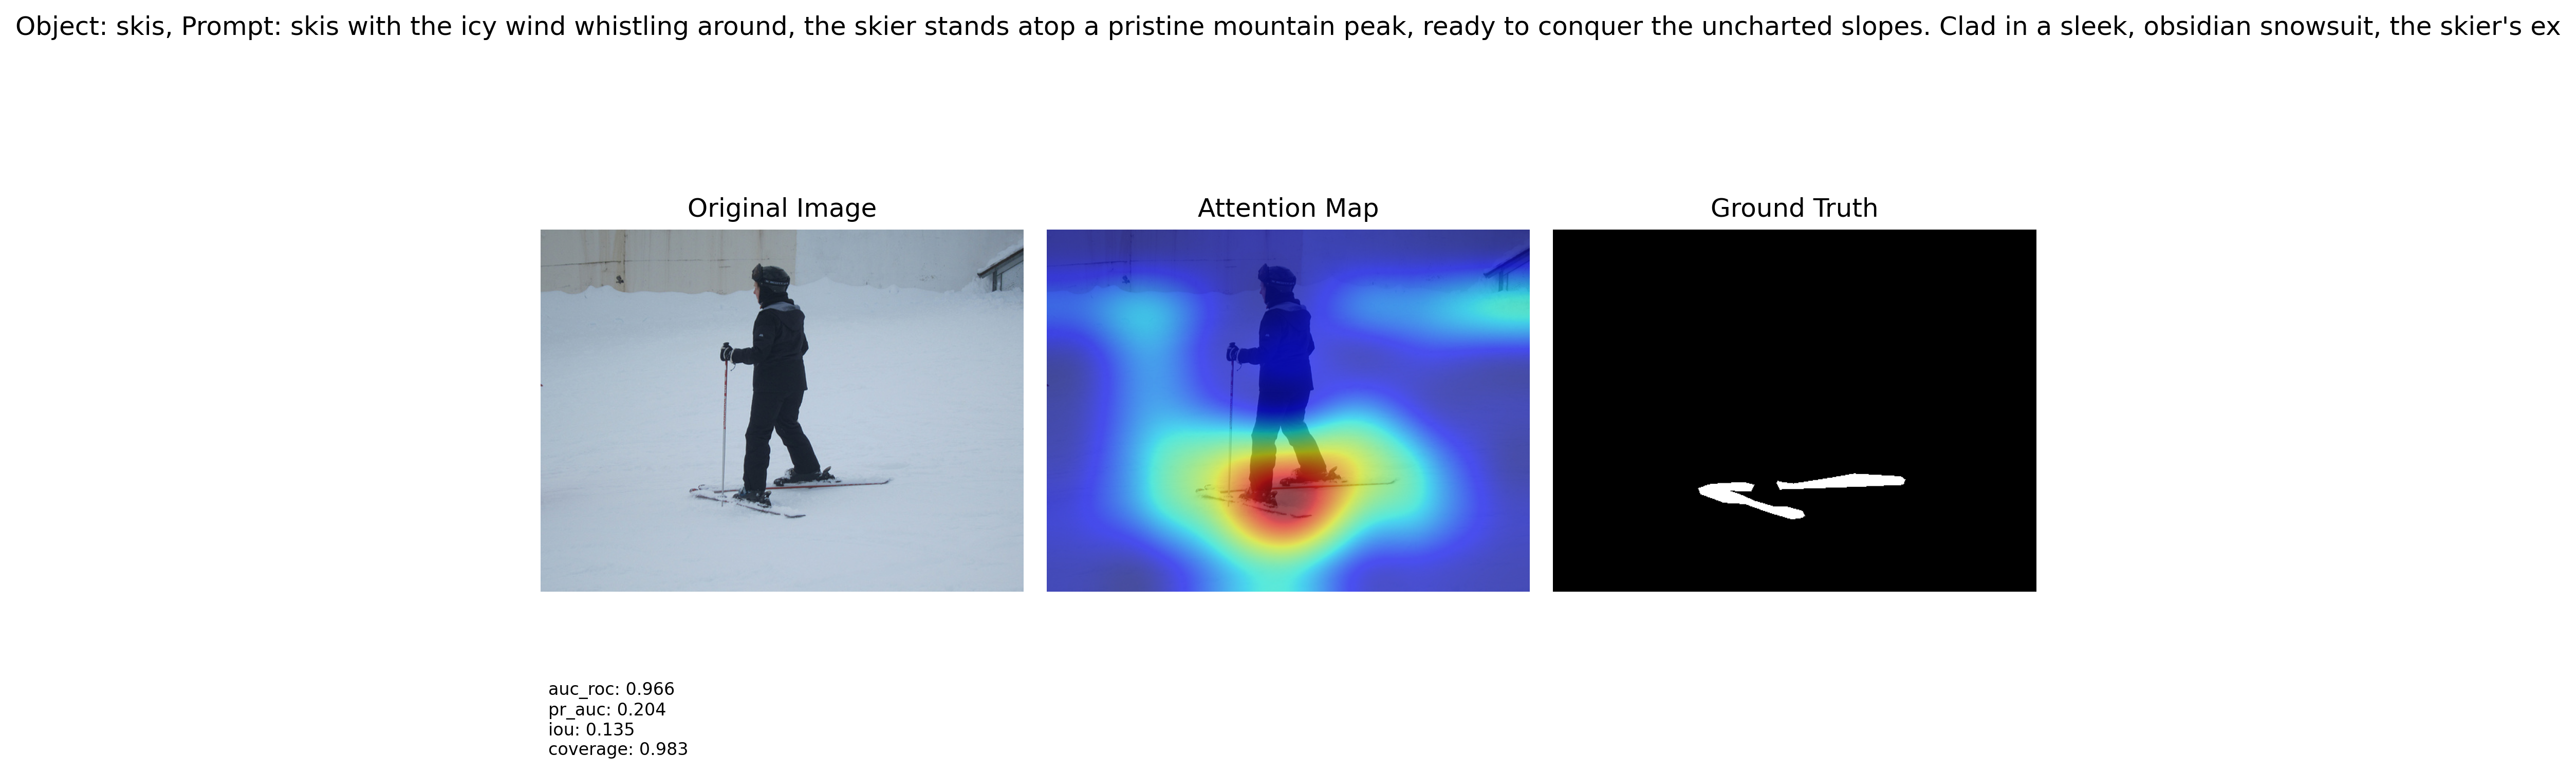 Object: skis, Prompt: skis with the icy wind whistling around, the skier stands atop a pristine mountain peak, ready to conquer the uncharted slopes. Clad in a sleek, obsidian snowsuit, the skier's ex
Original Image
Attention Map
Ground Truth
auc_roc: 0.966
pr_auc: 0.204
iou: 0.135
coverage: 0.983